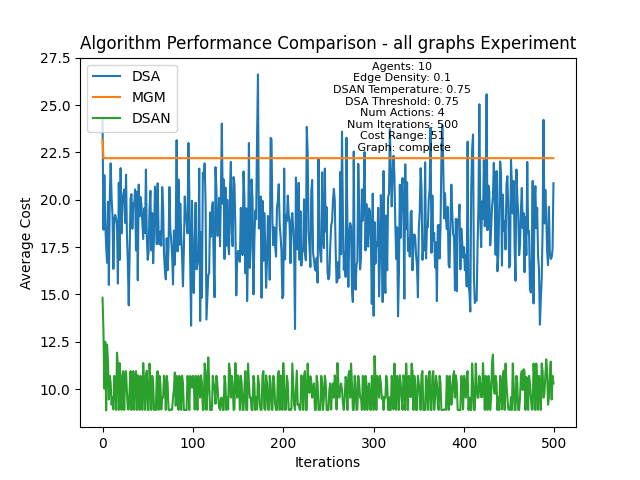 Algorithm Performance Comparison - all graphs Experiment
27.5
25.0
22.5
20.0
17.5
15.0
12.5
10.0
Average Cost
DSA
MGM
DSAN
Agents: 10
Edge Density: 0.1
DSAN Temperature: 0.75
DSA Threshold: 0.75
Num Actions: 4
Num Iterations: 500
Cost Range: 51
Graph: complete
0
100
200
300
400
500
Iterations